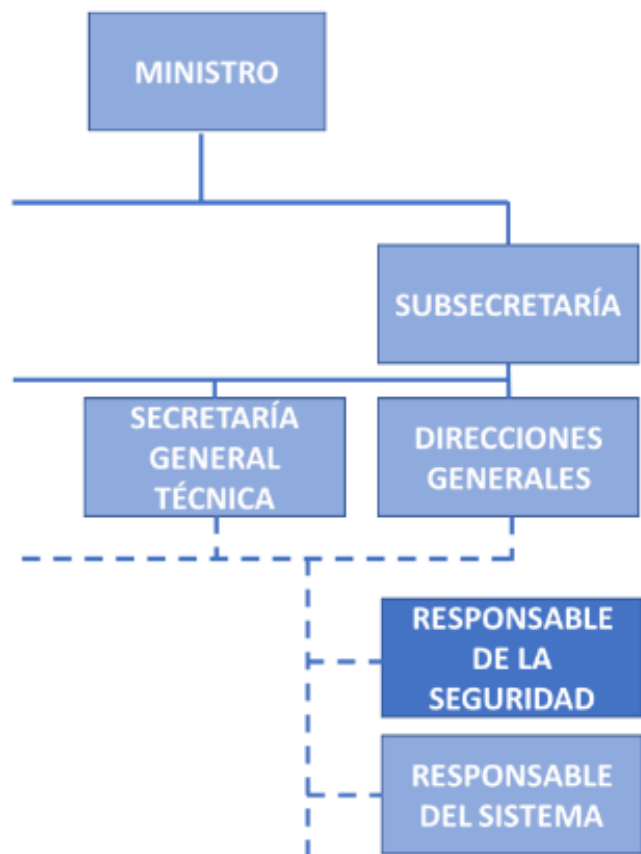 MINISTRO
SUBSECRETARÍA
SECRETARÍA
GENERAL
TÉCNICA
DIRECCIONES
GENERALES
RESPONSABLE
DE LA
SEGURIDAD
RESPONSABLE
DEL SISTEMA